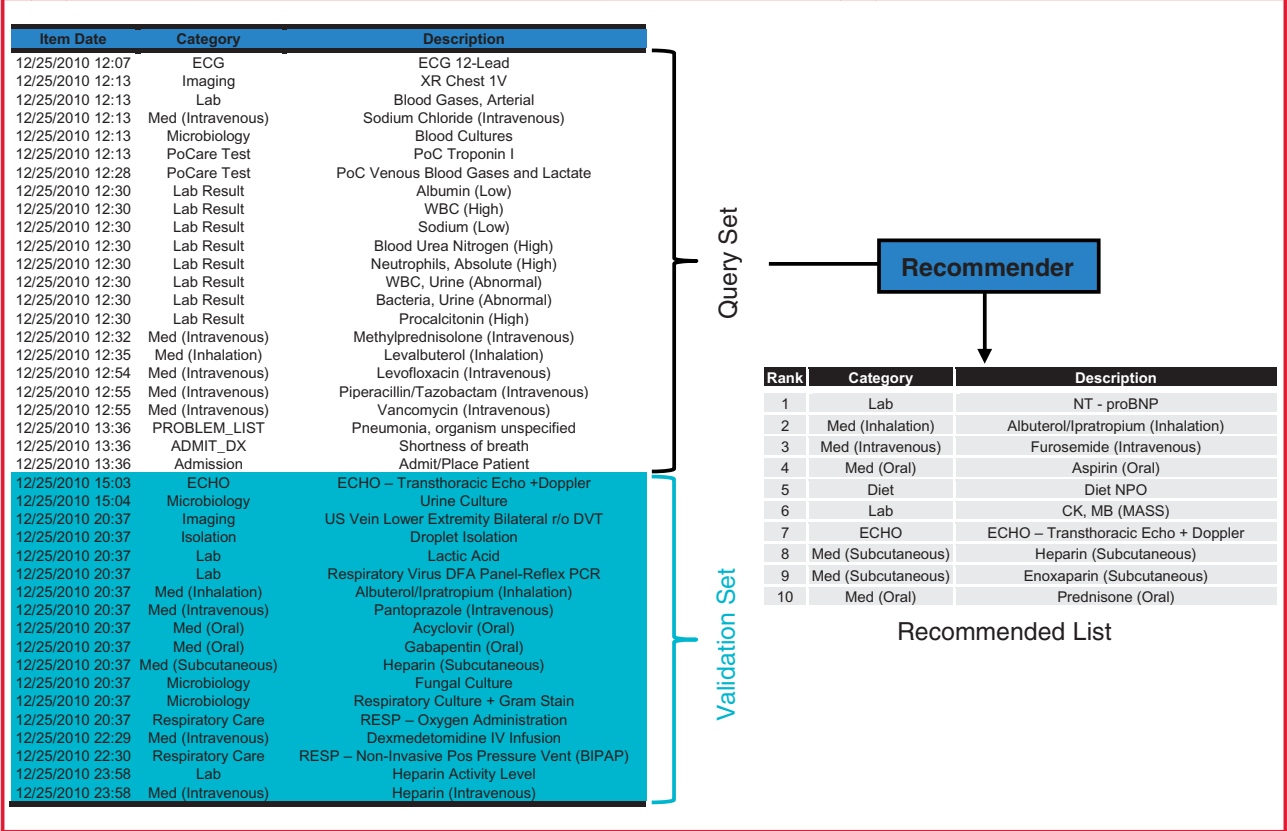 Item Date Category Description
12/25/2010 12:07 ECG ECG 12-Lead
12/25/2010 12:13 Imaging XR Chest 1V
12/25/2010 12:13 Lab Blood Gases, Arterial
12/25/2010 12:13 Med (Intravenous) Sodium Chloride (Intravenous)
12/25/2010 12:13 Microbiology Blood Cultures
12/25/2010 12:13 PoCare Test PoC Troponin I
12/25/2010 12:28 PoCare Test PoC Venous Blood Gases and Lactate
12/25/2010 12:30 Lab Result Albumin (Low)
12/25/2010 12:30 Lab Result WBC (High)
12/25/2010 12:30 Lab Result Sodium (Low)
12/25/2010 12:30 Lab Result Blood Urea Nitrogen (High)
12/25/2010 12:30 Lab Result Neutrophils, Absolute (High)
12/25/2010 12:30 Lab Result WBC, Urine (Abnormal)
12/25/2010 12:30 Lab Result Bacteria, Urine (Abnormal)
12/25/2010 12:30 Lab Result Procalcitonin (High)
12/25/2010 12:32 Med (Intravenous) Methylprednisolone (Intravenous)
12/25/2010 12:35 Med (Inhalation) Levalbuterol (Inhalation)
12/25/2010 12:54 Med (Intravenous) Levofloxacin (Intravenous)
12/25/2010 12:55 Med (Intravenous) Piperacillin/Tazobactam (Intravenous)
12/25/2010 12:55 Med (Intravenous) Vancomycin (Intravenous)
12/25/2010 13:36 PROBLEM_LIST Pneumonia, organism unspecified
12/25/2010 13:36 ADMIT_DX Shortness of breath
12/25/2010 13:36 Admission Admit/Place Patient
12/25/2010 15:03 ECHO ECHO – Transthoracic Echo +Doppler
12/25/2010 15:04 Microbiology Urine Culture
12/25/2010 20:37 Imaging US Vein Lower Extremity Bilateral r/o DVT
12/25/2010 20:37 Isolation Droplet Isolation
12/25/2010 20:37 Lab Lactic Acid
12/25/2010 20:37 Lab Respiratory Virus DFA Panel-Reflex PCR
12/25/2010 20:37 Med (Inhalation) Albuterol/Ipratropium (Inhalation)
12/25/2010 20:37 Med (Intravenous) Pantoprazole (Intravenous)
12/25/2010 20:37 Med (Oral) Acyclovir (Oral)
12/25/2010 20:37 Med (Oral) Gabapentin (Oral)
12/25/2010 20:37 Med (Subcutaneous) Heparin (Subcutaneous)
12/25/2010 20:37 Microbiology Fungal Culture
12/25/2010 20:37 Microbiology Respiratory Culture + Gram Stain
12/25/2010 20:37 Respiratory Care RESP – Oxygen Administration
12/25/2010 22:29 Med (Intravenous) Dexmedetomidine IV Infusion
12/25/2010 22:30 Respiratory Care RESP – Non-Invasive Pos Pressure Vent (BIPAP)
12/25/2010 23:58 Lab Heparin Activity Level
12/25/2010 23:58 Med (Intravenous) Heparin (Intravenous)
Query Set
Validation Set
Recommender
Rank Category Description
1 Lab NT - proBNP
2 Med (Inhalation) Albuterol/Ipratropium (Inhalation)
3 Med (Intravenous) Furosemide (Intravenous)
4 Med (Oral) Aspirin (Oral)
5 Diet Diet NPO
6 Lab CK, MB (MASS)
7 ECHO ECHO – Transthoracic Echo + Doppler
8 Med (Subcutaneous) Heparin (Subcutaneous)
9 Med (Subcutaneous) Enoxaparin (Subcutaneous)
10 Med (Oral) Prednisone (Oral)
Recommended List